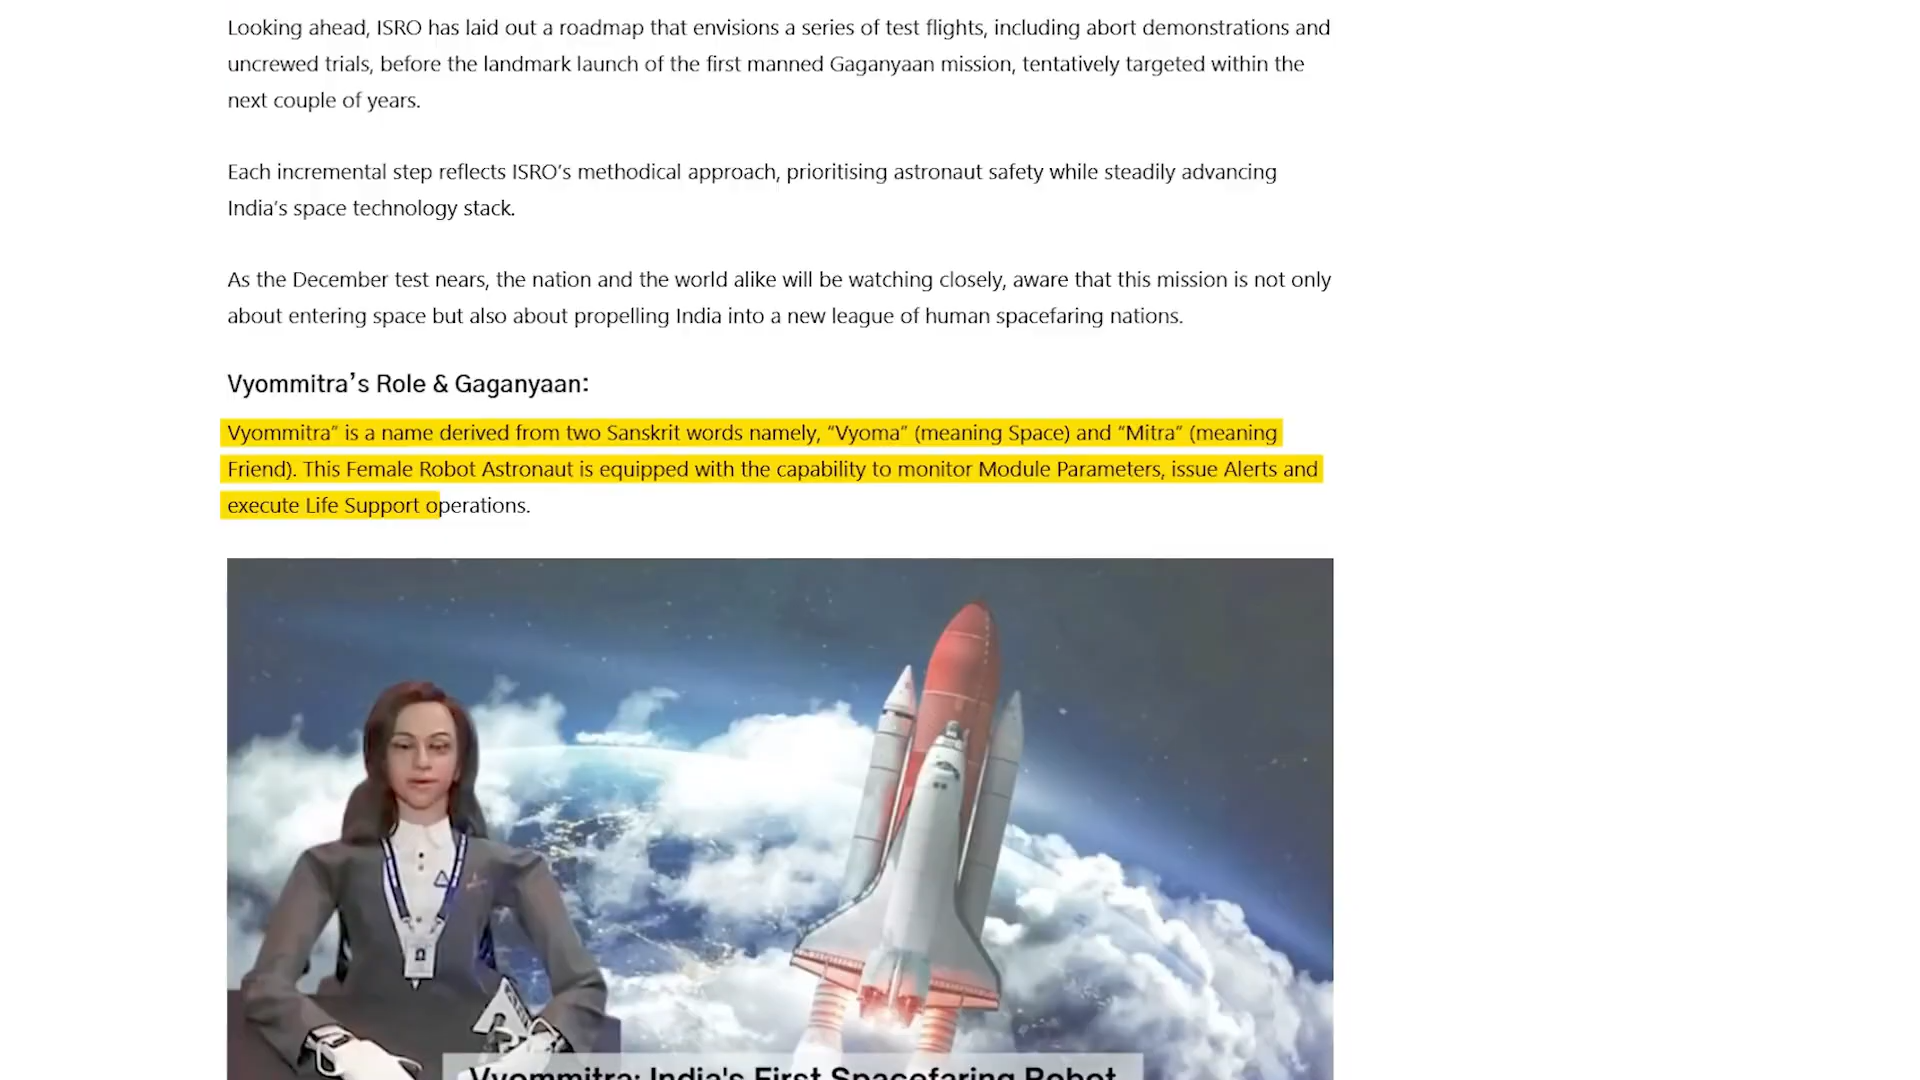 Looking ahead, ISRO has laid out a roadmap that envisions a series of test flights, including abort demonstrations and
uncrewed trials, before the landmark launch of the first manned Gaganyaan mission, tentatively targeted within the
next couple of years.
Each incremental step reflects ISRO’s methodical approach, prioritising astronaut safety while steadily advancing
India’s space technology stack.
As the December test nears, the nation and the world alike will be watching closely, aware that this mission is not only
about entering space but also about propelling India into a new league of human spacefaring nations.
Vyommitra’s Role & Gaganyaan:
Vyommitra” is a name derived from two Sanskrit words namely, “Vyoma” (meaning Space) and “Mitra” (meaning
Friend). This Female Robot Astronaut is equipped with the capability to monitor Module Parameters, issue Alerts and
execute Life Support operations.
Vyommitra: India's First Spacefaring Robot